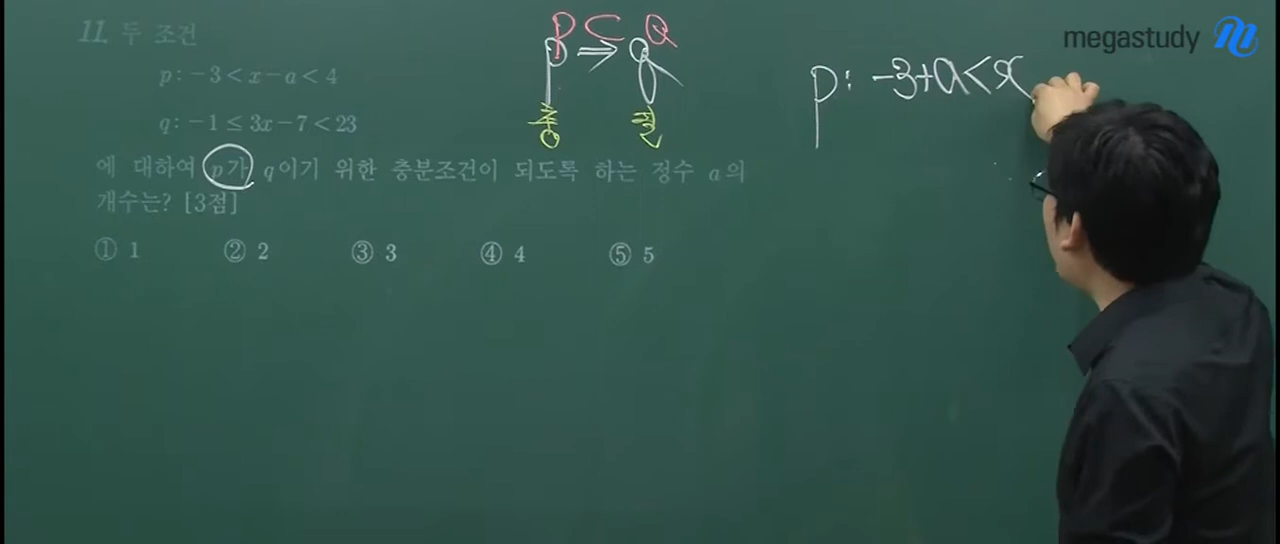 11. 두 조건
p : -3 < x - a < 4
q : -1 ≤ 3x - 7 < 23
에 대하여 p가 q이기 위한 충분조건이 되도록 하는 정수 a의
개수는? [3점]
① 1 ② 2 ③ 3 ④ 4 ⑤ 5
P ⊂ Q
p ⇒ q
충 필
p : -3+a < x
megastudy